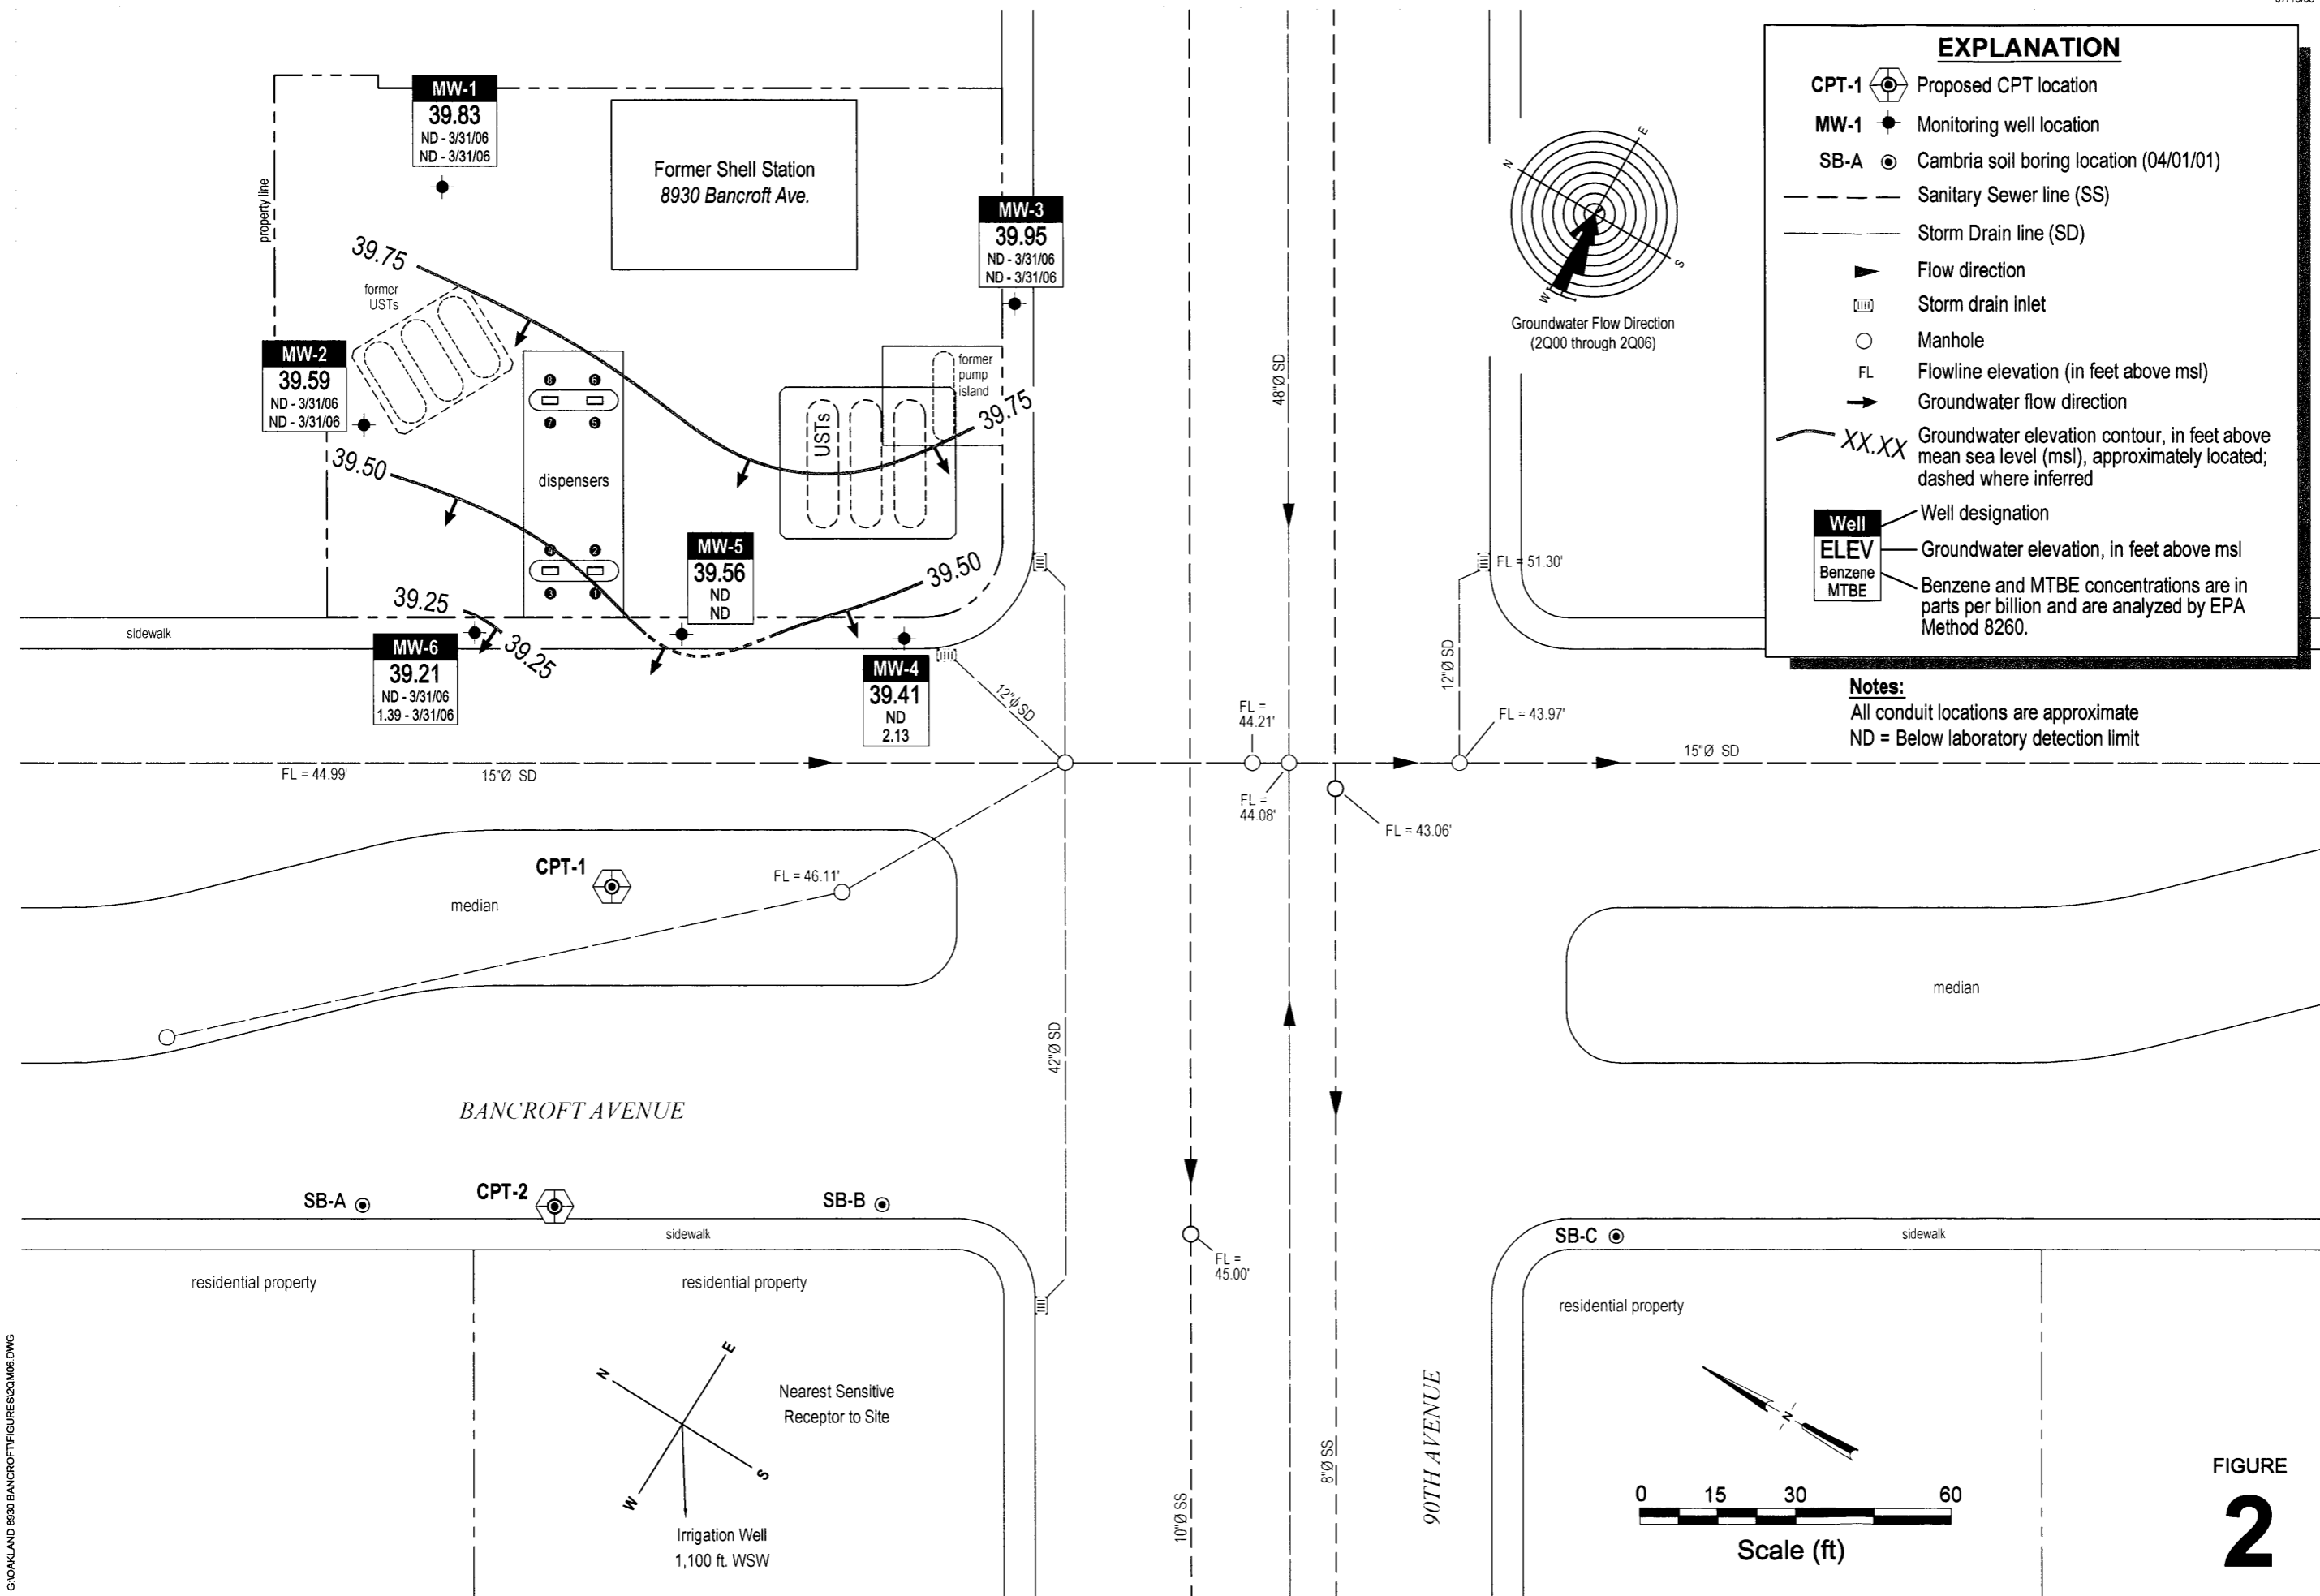 EXPLANATION
CPT-1 Proposed CPT location
MW-1 Monitoring well location
SB-A Cambria soil boring location (04/01/01)
Sanitary Sewer line (SS)
Storm Drain line (SD)
Flow direction
Storm drain inlet
Manhole
FL Flowline elevation (in feet above msl)
Groundwater flow direction
XX.XX Groundwater elevation contour, in feet above
mean sea level (msl), approximately located;
dashed where inferred
Well
ELEV
Benzene
MTBE
Well designation
Groundwater elevation, in feet above msl
Benzene and MTBE concentrations are in
parts per billion and are analyzed by EPA
Method 8260.
Notes:
All conduit locations are approximate
ND = Below laboratory detection limit
MW-1
39.83
ND - 3/31/06
ND - 3/31/06
Former Shell Station
8930 Bancroft Ave.
property line
MW-3
39.95
ND - 3/31/06
ND - 3/31/06
39.75
former
USTs
MW-2
39.59
ND - 3/31/06
ND - 3/31/06
8
6
7
5
dispensers
former
pump
island
USTs
39.75
39.50
4
2
3
1
MW-5
39.56
ND
ND
39.50
39.25
39.25
sidewalk
MW-6
39.21
ND - 3/31/06
1.39 - 3/31/06
MW-4
39.41
ND
2.13
N
E
S
W
Groundwater Flow Direction
(2Q00 through 2Q06)
48"Ø SD
FL = 51.30'
12"Ø SD
12"ϕ SD
FL =
44.21'
FL = 43.97'
15"Ø SD
FL = 44.99'
15"Ø SD
FL =
44.08'
FL = 43.06'
CPT-1
FL = 46.11'
median
median
42"Ø SD
BANCROFT AVENUE
SB-A
CPT-2
SB-B
sidewalk
FL =
45.00'
SB-C
sidewalk
residential property
residential property
residential property
N
E
S
W
Nearest Sensitive
Receptor to Site
Irrigation Well
1,100 ft. WSW
10"Ø SS
8"Ø SS
90TH AVENUE
N
0 15 30 60
Scale (ft)
FIGURE
2
G:\OAKLAND 8930 BANCROFT\FIGURES\2QM06.DWG